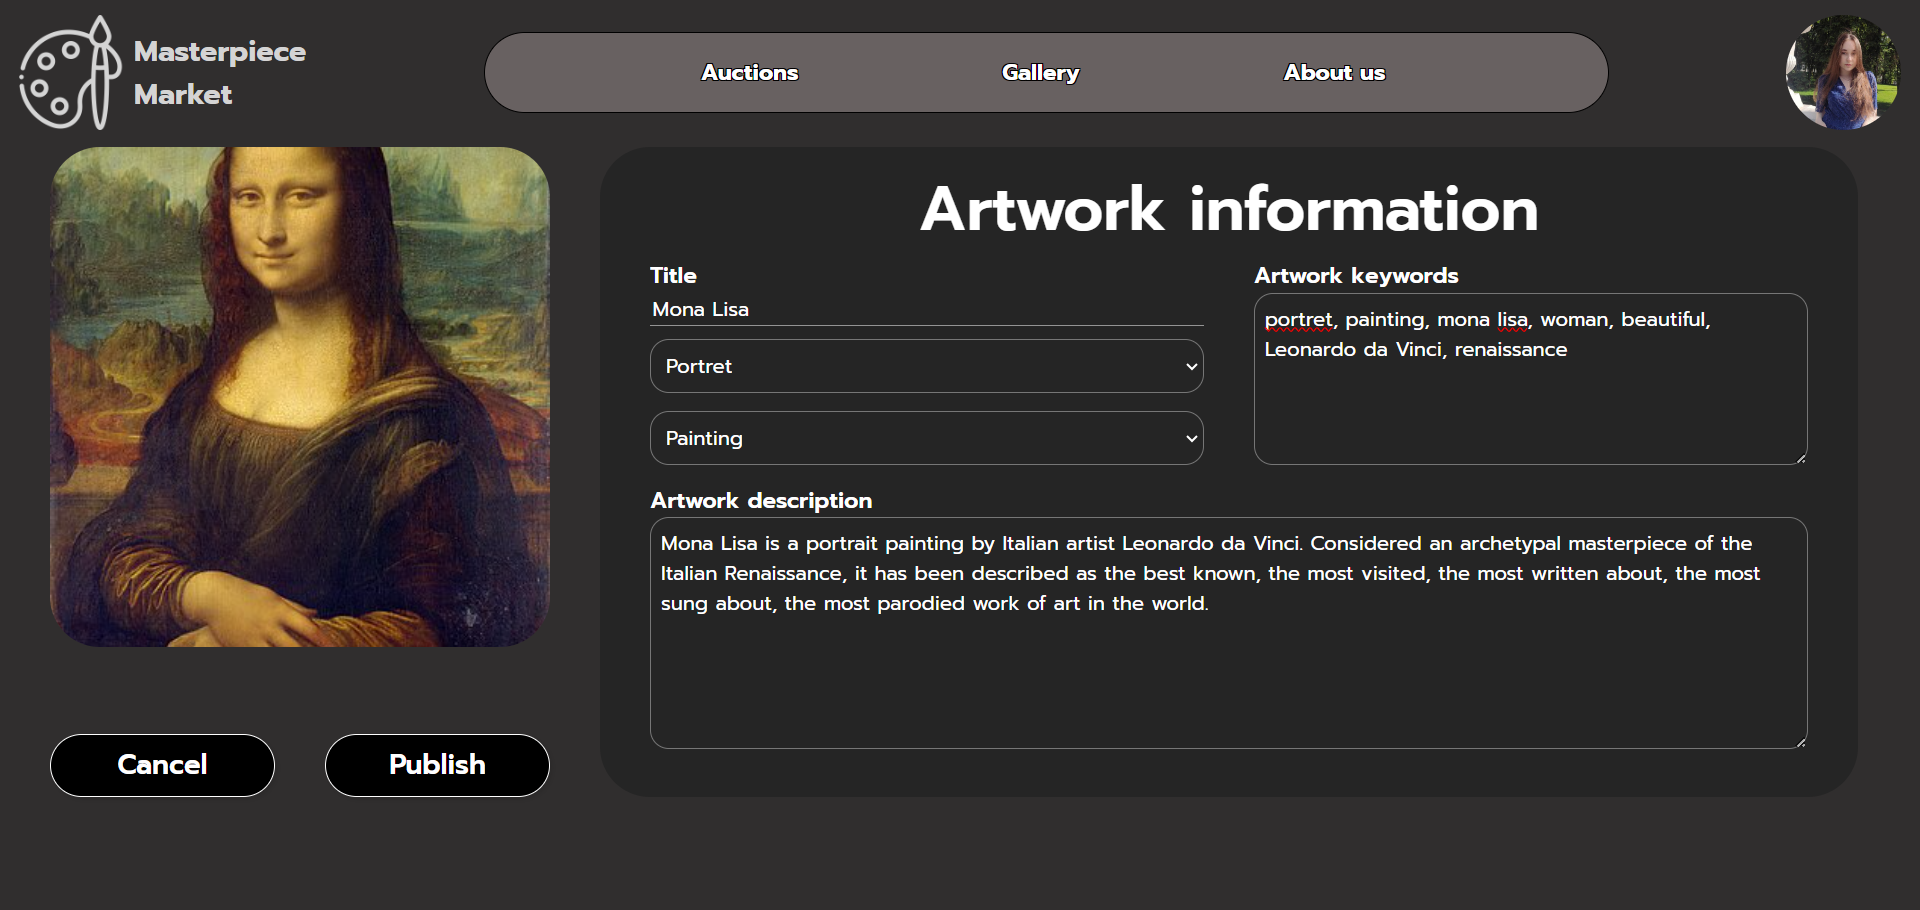 Masterpiece
Market
Auctions
Gallery
About us
Artwork information
Title
Mona Lisa
Portret
Painting
Artwork keywords
portret, painting, mona lisa, woman, beautiful,
Leonardo da Vinci, renaissance
Artwork description
Mona Lisa is a portrait painting by Italian artist Leonardo da Vinci. Considered an archetypal masterpiece of the
Italian Renaissance, it has been described as the best known, the most visited, the most written about, the most
sung about, the most parodied work of art in the world.
Cancel
Publish